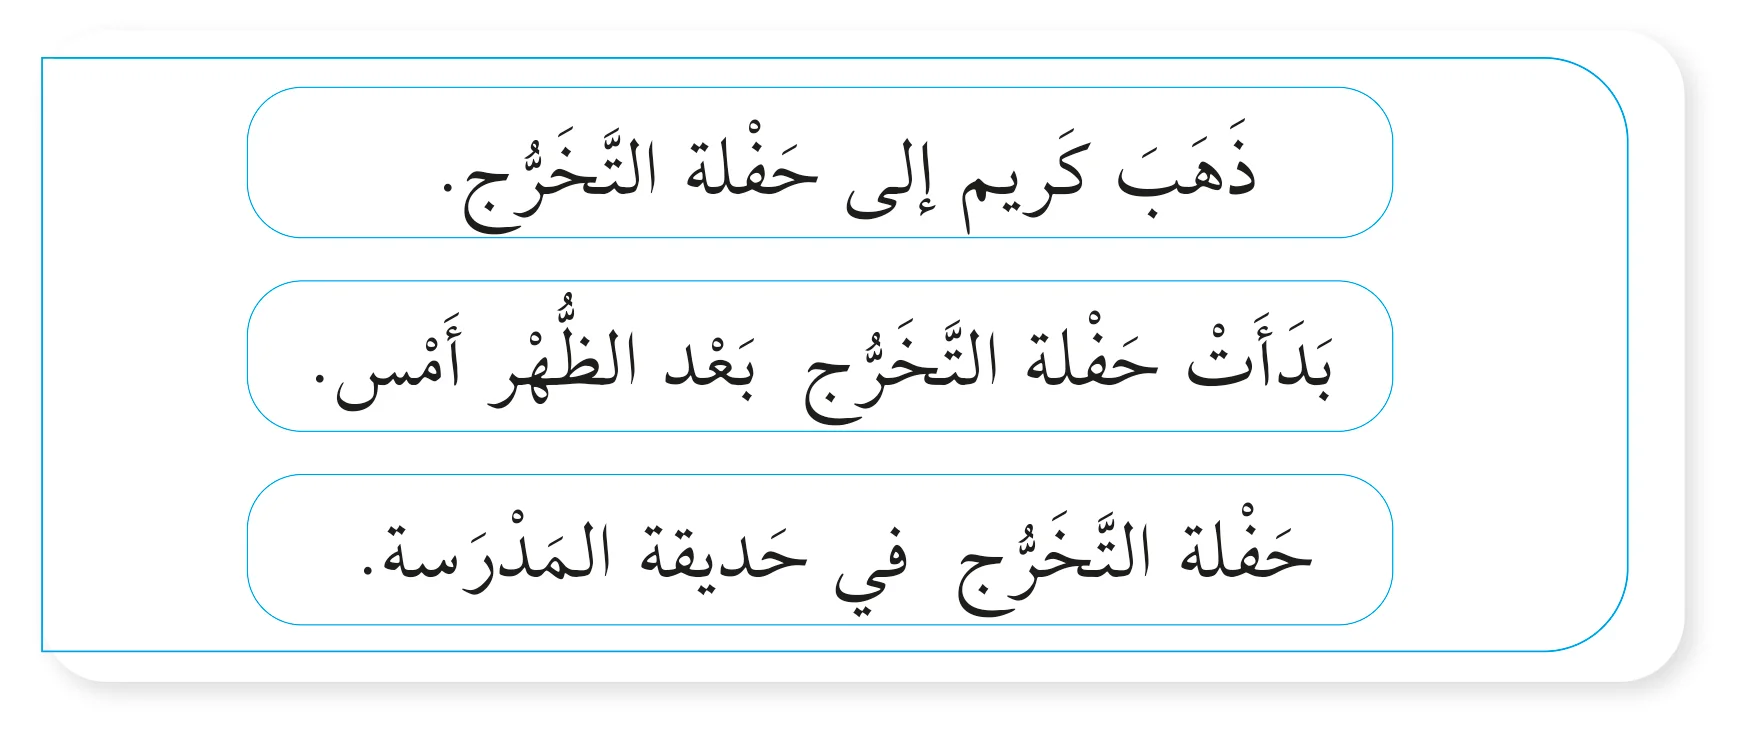 ذَهَبَ كَريم إلى حَفْلة التَّخَرُّج.
بَدَأَتْ حَفْلة التَّخَرُّج بَعْد الظُّهْر أَمْس.
حَفْلة التَّخَرُّج في حَديقة المَدْرَسة.